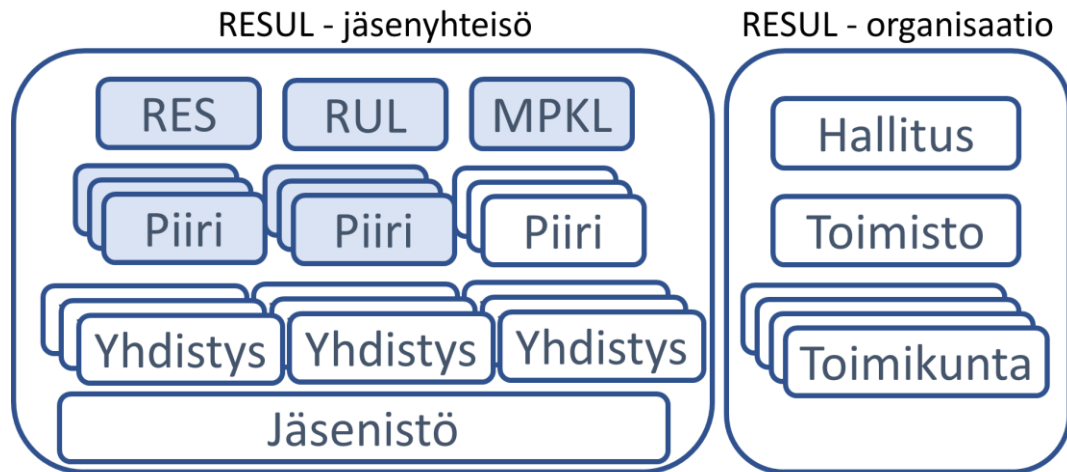 RESUL - jäsenyhteisö
RES RUL MPKL
Piiri Piiri Piiri
Yhdistys Yhdistys Yhdistys
Jäsenistö
RESUL - organisaatio
Hallitus
Toimisto
Toimikunta